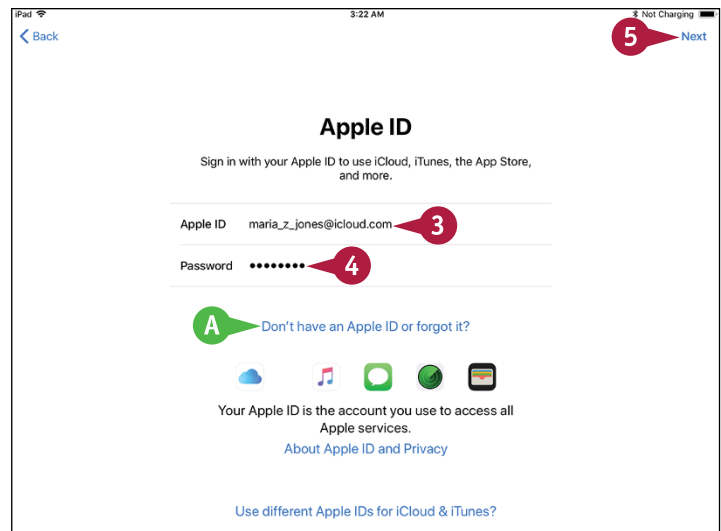 iPad 3:22 AM Not Charging
Back 5 Next
Apple ID
Sign in with your Apple ID to use iCloud, iTunes, the App Store,
and more.
Apple ID maria_z_jones@icloud.com 3
Password ●●●●●●●● 4
A Don't have an Apple ID or forgot it?
Your Apple ID is the account you use to access all
Apple services.
About Apple ID and Privacy
Use different Apple IDs for iCloud & iTunes?